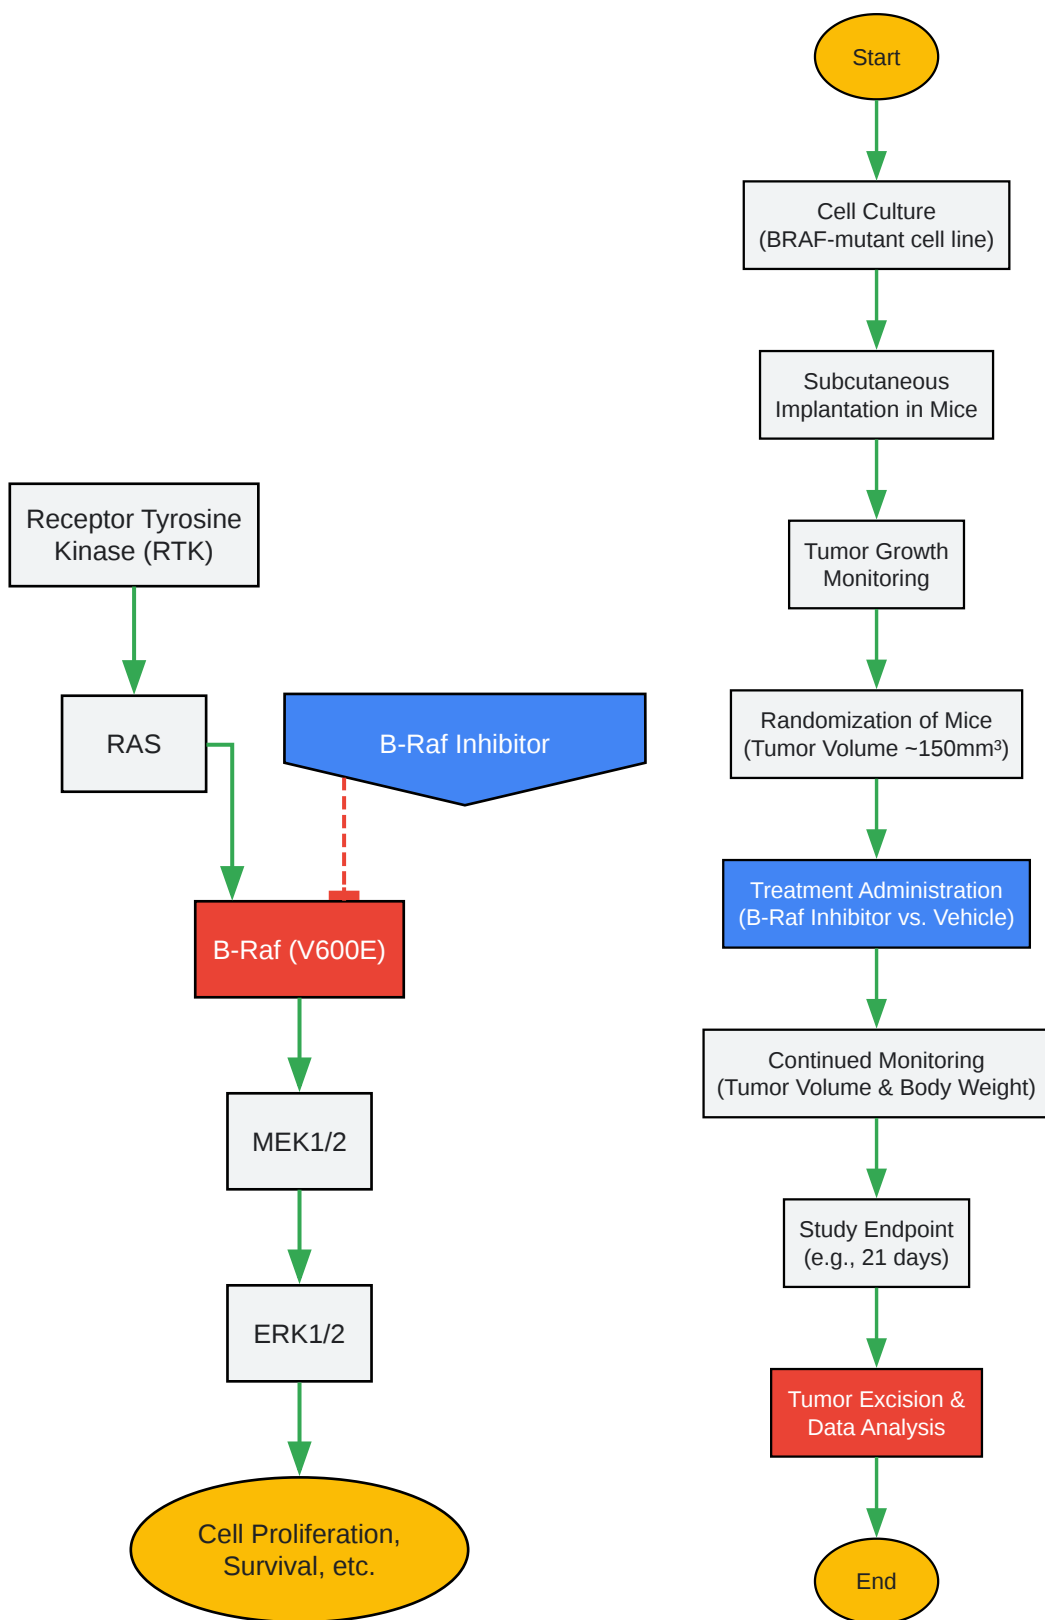 Receptor Tyrosine
Kinase (RTK)
RAS
B-Raf Inhibitor
B-Raf (V600E)
MEK1/2
ERK1/2
Cell Proliferation,
Survival, etc.
Start
Cell Culture
(BRAF-mutant cell line)
Subcutaneous
Implantation in Mice
Tumor Growth
Monitoring
Randomization of Mice
(Tumor Volume ~150mm³)
Treatment Administration
(B-Raf Inhibitor vs. Vehicle)
Continued Monitoring
(Tumor Volume & Body Weight)
Study Endpoint
(e.g., 21 days)
Tumor Excision &
Data Analysis
End